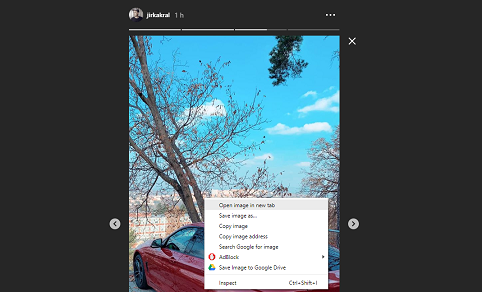 jirkakral 1 h
Open image in new tab
Save image as...
Copy image
Copy image address
Search Google for image
AdBlock
Save Image to Google Drive
Inspect Ctrl+Shift+I